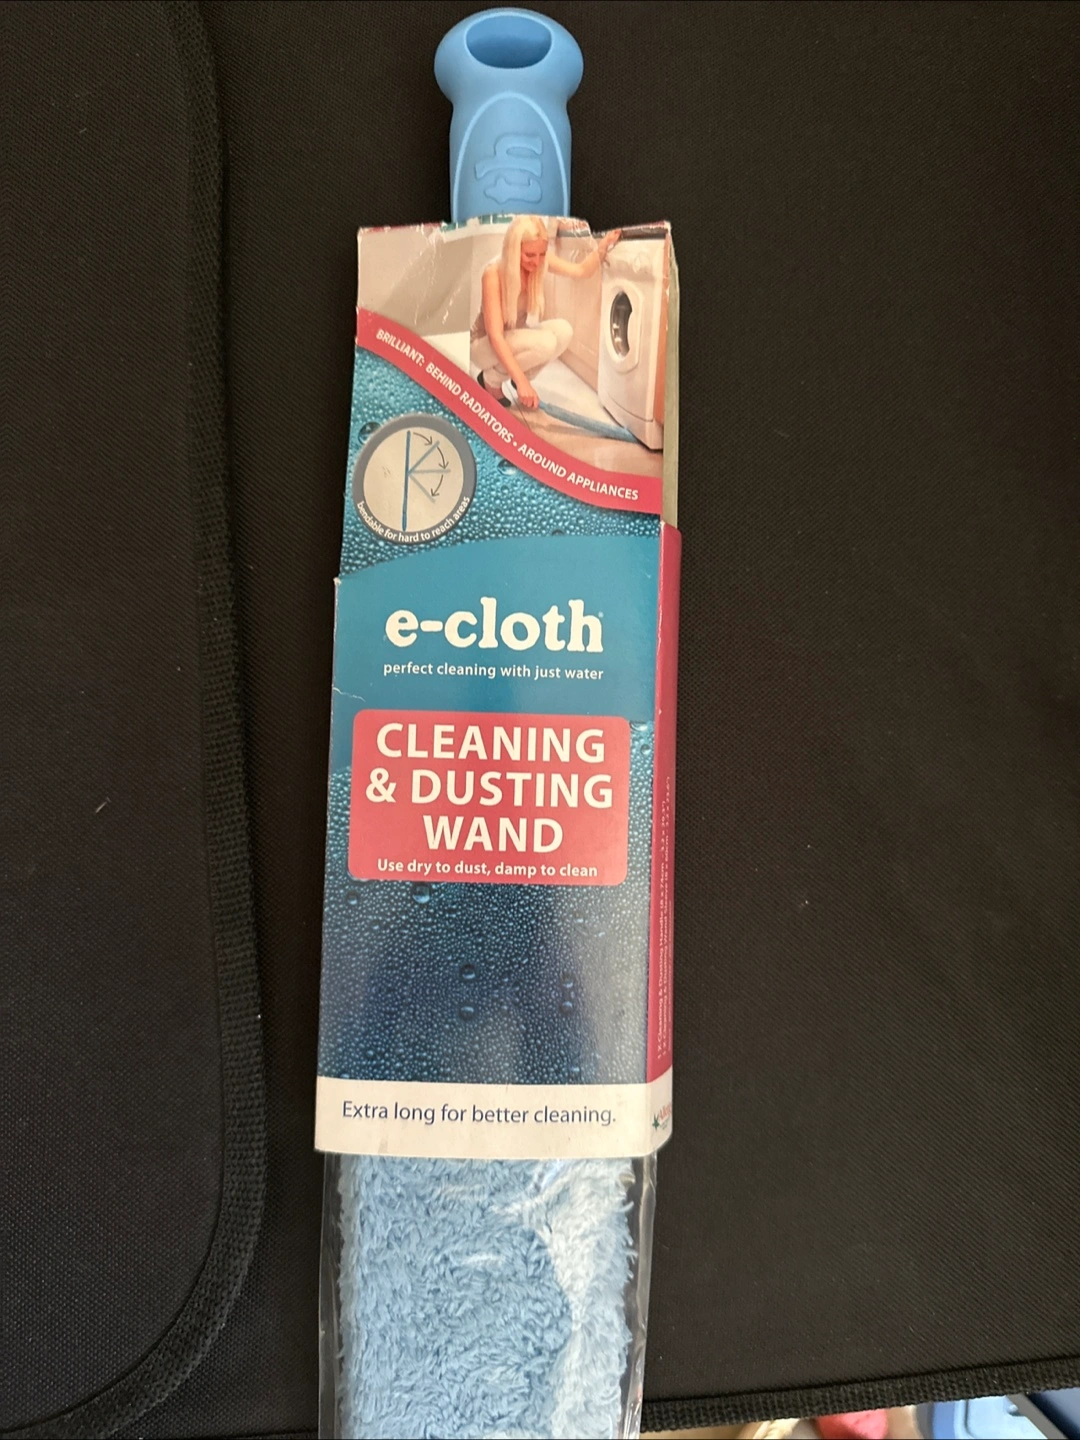 th
BRILLIANT: BEHIND RADIATORS • AROUND APPLIANCES
bendable for hard to reach areas
e-cloth
perfect cleaning with just water
CLEANING
& DUSTING
WAND
Use dry to dust, damp to clean
Extra long for better cleaning.